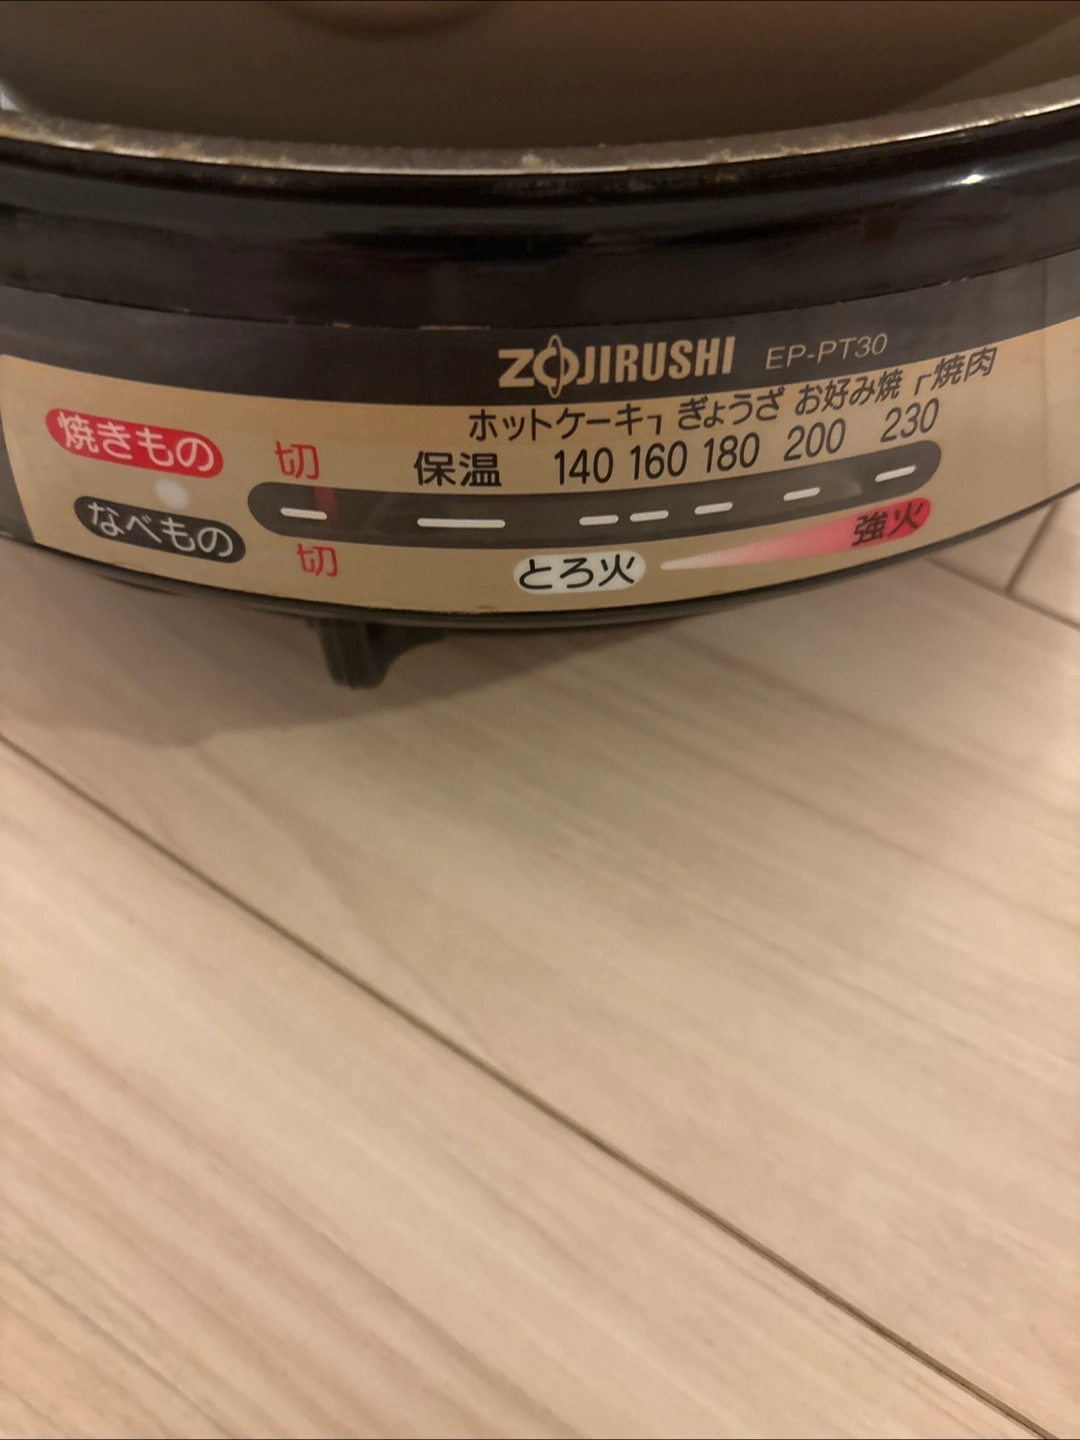 ZOJIRUSHI EP-PT30
ホットケーキ┐ ぎょうざ お好み焼 ┌焼肉
焼きもの 切 保温 140 160 180 200 230
なべもの 切 とろ火 強火